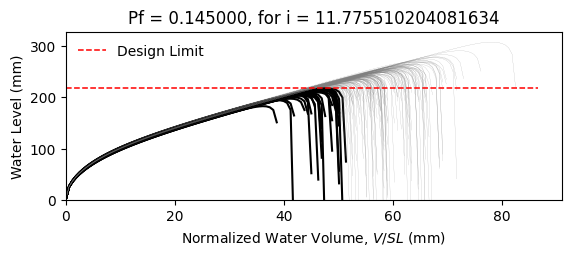 Pf = 0.145000, for i = 11.775510204081634
Design Limit
Water Level (mm)
300
200
100
0
0 20 40 60 80
Normalized Water Volume, V/SL (mm)